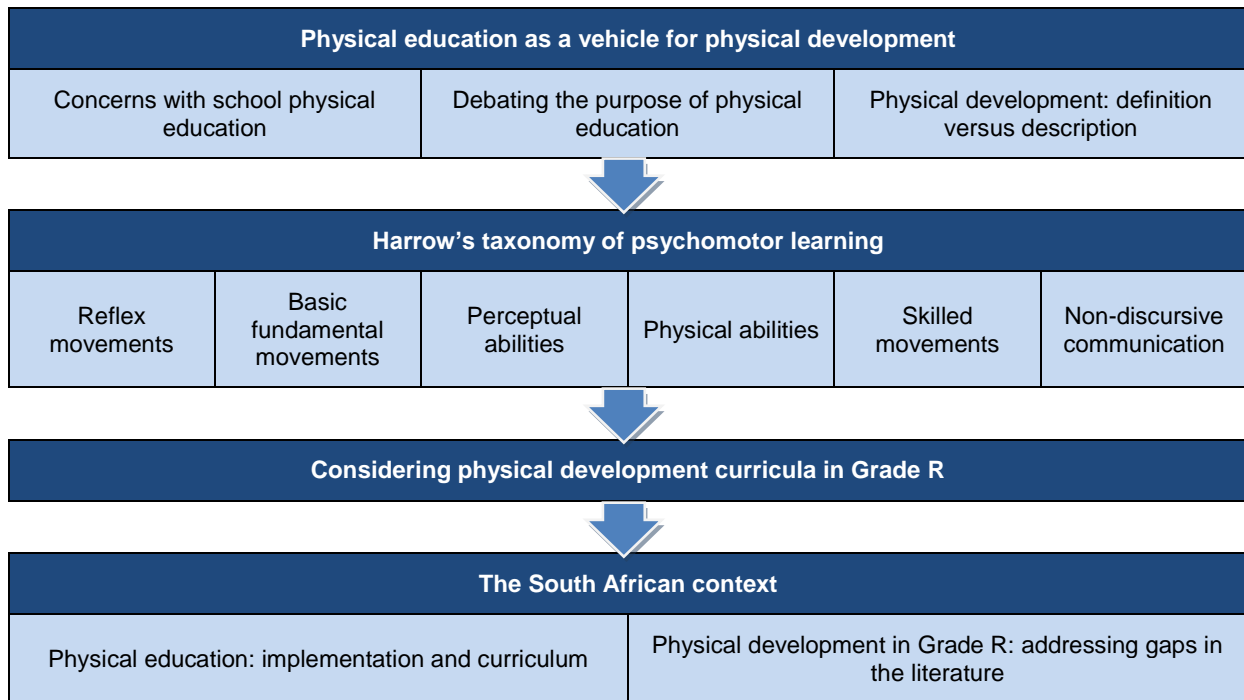 Physical education as a vehicle for physical development
Concerns with school physical
education
Debating the purpose of physical
education
Physical development: definition
versus description
Harrow's taxonomy of psychomotor learning
Reflex
movements
Basic
fundamental
movements
Perceptual
abilities
Physical abilities
Skilled
movements
Non-discursive
communication
Considering physical development curricula in Grade R
The South African context
Physical education: implementation and curriculum
Physical development in Grade R: addressing gaps in
the literature